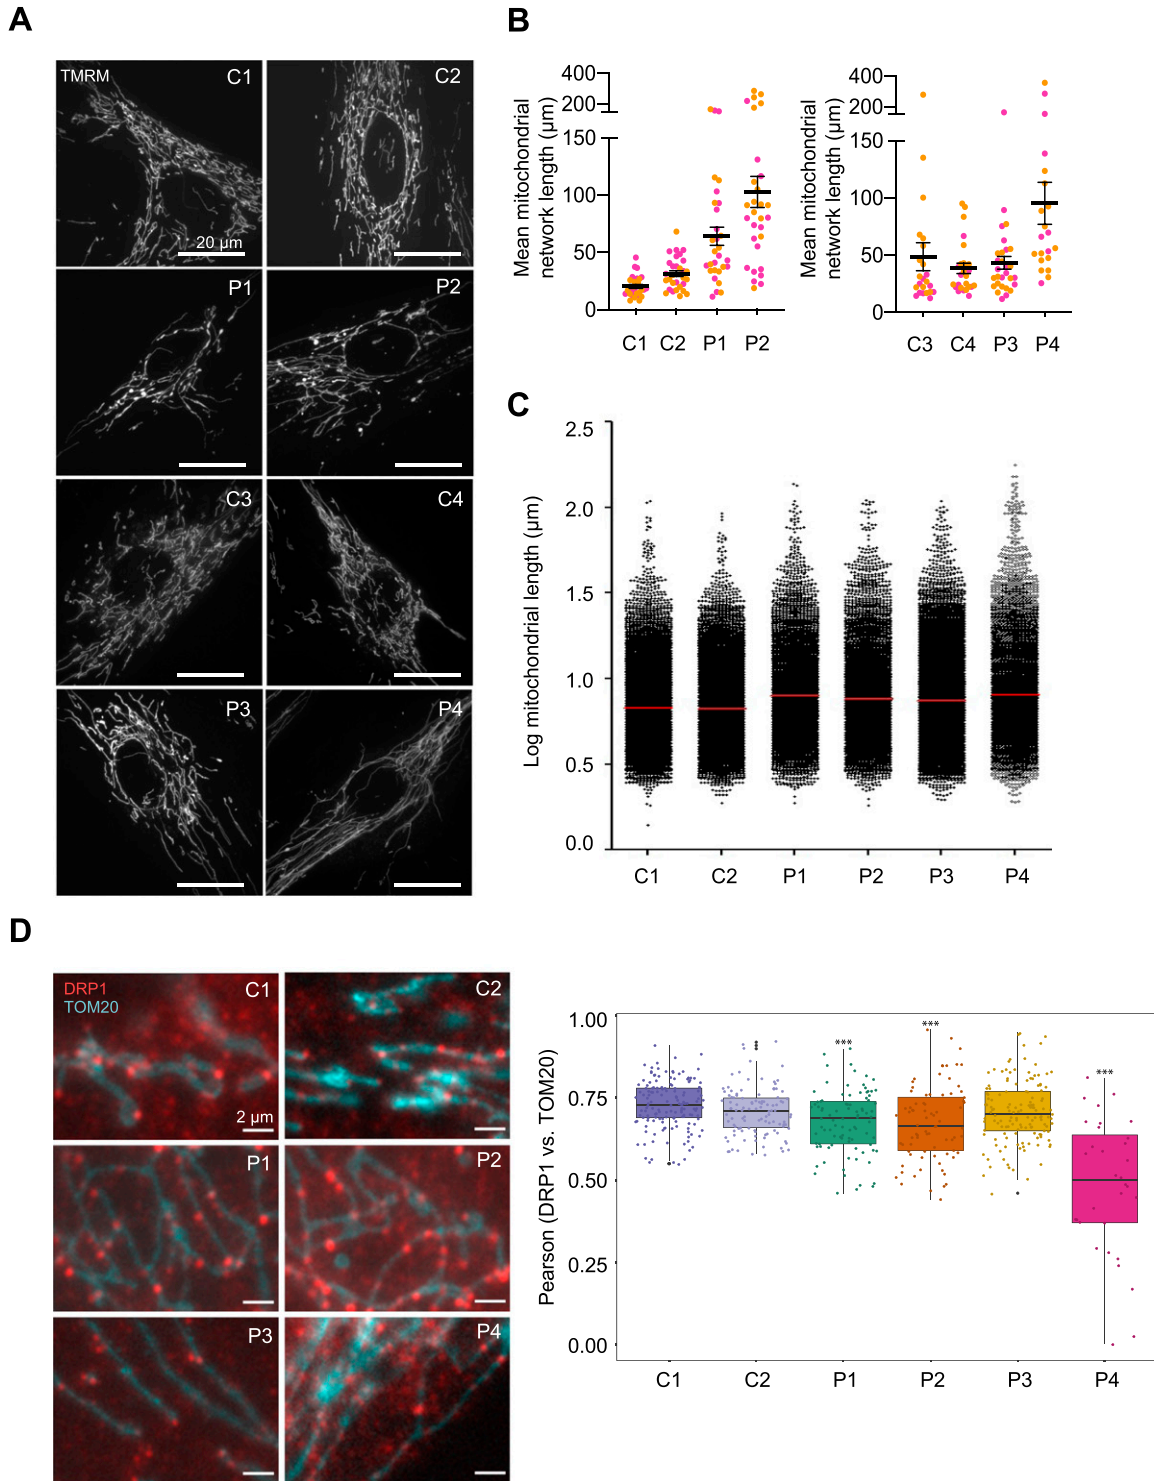 A
TMRM
C1
C2
20 µm
P1
P2
C3
C4
P3
P4
B
Mean mitochondrial
network length (µm)
400
200
150
100
50
0
C1 C2 P1 P2
Mean mitochondrial
network length (µm)
400
200
150
100
50
0
C3 C4 P3 P4
C
Log mitochondrial length (µm)
2.5
2.0
1.5
1.0
0.5
0.0
C1 C2 P1 P2 P3 P4
D
DRP1
TOM20
C1
C2
2 µm
P1
P2
P3
P4
Pearson (DRP1 vs. TOM20)
1.00
0.75
0.50
0.25
0.00
***
***
***
C1 C2 P1 P2 P3 P4